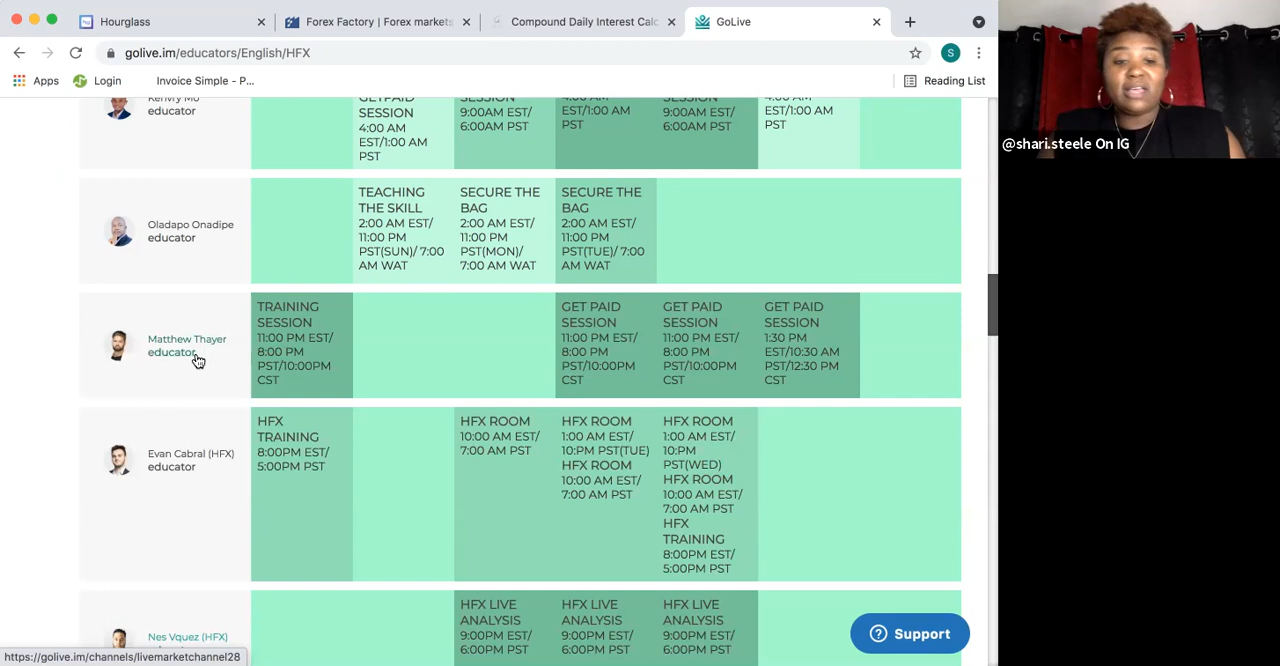 Hourglass
Forex Factory | Forex markets
Compound Daily Interest Calc
GoLive
golive.im/educators/English/HFX
S
Apps
Login
Invoice Simple - P...
Reading List
@shari.steele On IG
educator
GETPAID
SESSION
4:00 AM
EST/1:00 AM
PST
SESSION
9:00AM EST/
6:00AM PST
EST/1:00 AM
PST
SESSION
9:00AM EST/
6:00AM PST
4:00 AM
EST/1:00 AM
PST
Oladapo Onadipe
educator
TEACHING
THE SKILL
2:00 AM EST/
11:00 PM
PST(SUN)/ 7:00
AM WAT
SECURE THE
BAG
2:00 AM EST/
11:00 PM
PST(MON)/
7:00 AM WAT
SECURE THE
BAG
2:00 AM EST/
11:00 PM
PST(TUE)/ 7:00
AM WAT
Matthew Thayer
educator
TRAINING
SESSION
11:00 PM EST/
8:00 PM
PST/10:00PM
CST
GET PAID
SESSION
11:00 PM EST/
8:00 PM
PST/10:00PM
CST
GET PAID
SESSION
11:00 PM EST/
8:00 PM
PST/10:00PM
CST
GET PAID
SESSION
1:30 PM
EST/10:30 AM
PST/12:30 PM
CST
Evan Cabral (HFX)
educator
HFX
TRAINING
8:00PM EST/
5:00PM PST
HFX ROOM
10:00 AM EST/
7:00 AM PST
HFX ROOM
1:00 AM EST/
10:PM PST(TUE)
HFX ROOM
10:00 AM EST/
7:00 AM PST
HFX ROOM
1:00 AM EST/
10:PM
PST(WED)
HFX ROOM
10:00 AM EST/
7:00 AM PST
HFX
TRAINING
8:00PM EST/
5:00PM PST
Nes Vquez (HFX)
HFX LIVE
ANALYSIS
9:00PM EST/
6:00PM PST
HFX LIVE
ANALYSIS
9:00PM EST/
6:00PM PST
HFX LIVE
ANALYSIS
9:00PM EST/
6:00PM PST
Support
https://golive.im/channels/livemarketchannel28